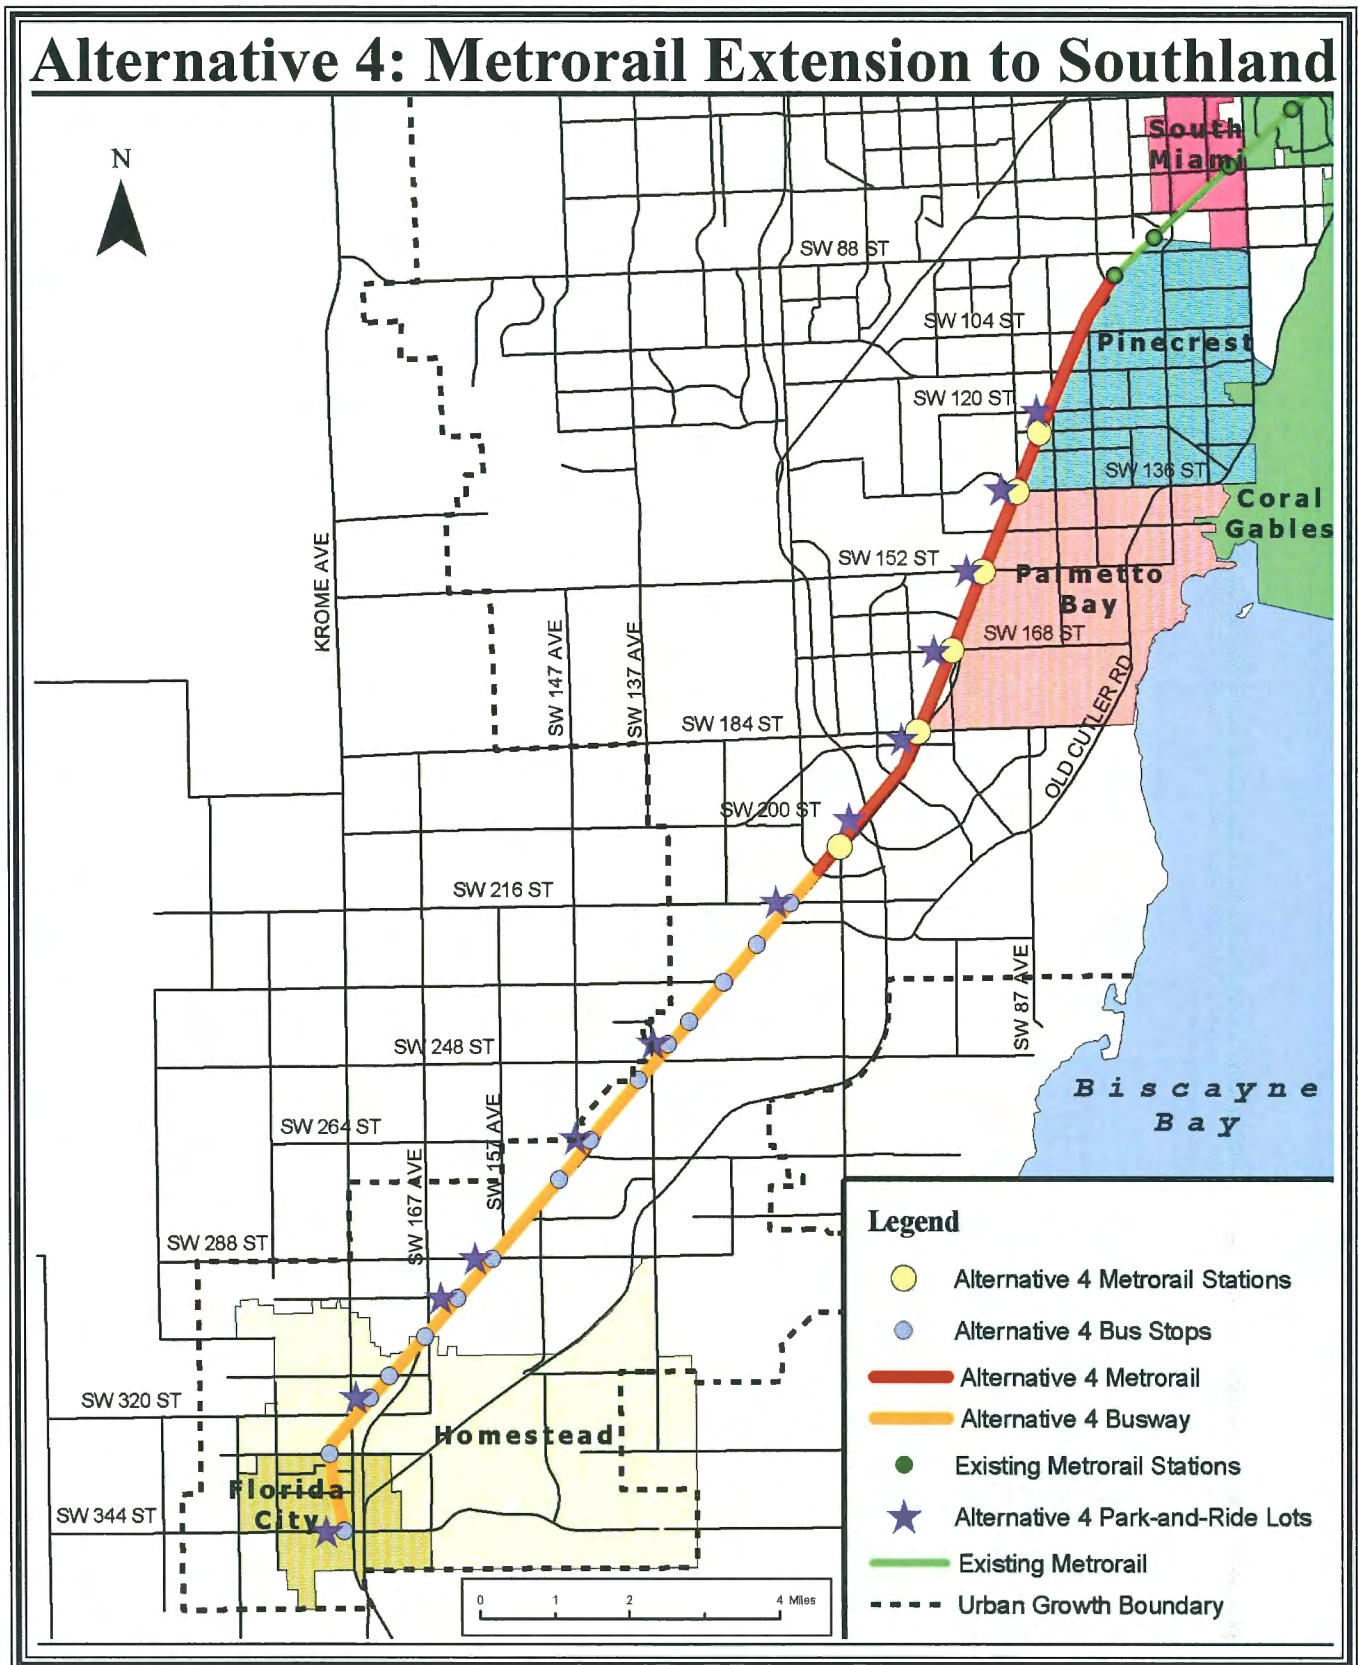 Alternative 4: Metrorail Extension to Southland
N
South
Miami
SW 88 ST
SW 104 ST
Pinecrest
SW 120 ST
SW 136 ST
Coral
Gables
KROME AVE
SW 152 ST
Palmetto
Bay
SW 168 ST
SW 147 AVE
SW 137 AVE
OLD CUTLER RD
SW 184 ST
SW 200 ST
SW 216 ST
SW 87 AVE
SW 248 ST
Biscayne
Bay
SW 264 ST
SW 157 AVE
SW 167 AVE
SW 288 ST
SW 320 ST
Homestead
Florida
City
SW 344 ST
0 1 2 4 Miles
Legend
Alternative 4 Metrorail Stations
Alternative 4 Bus Stops
Alternative 4 Metrorail
Alternative 4 Busway
Existing Metrorail Stations
Alternative 4 Park-and-Ride Lots
Existing Metrorail
Urban Growth Boundary